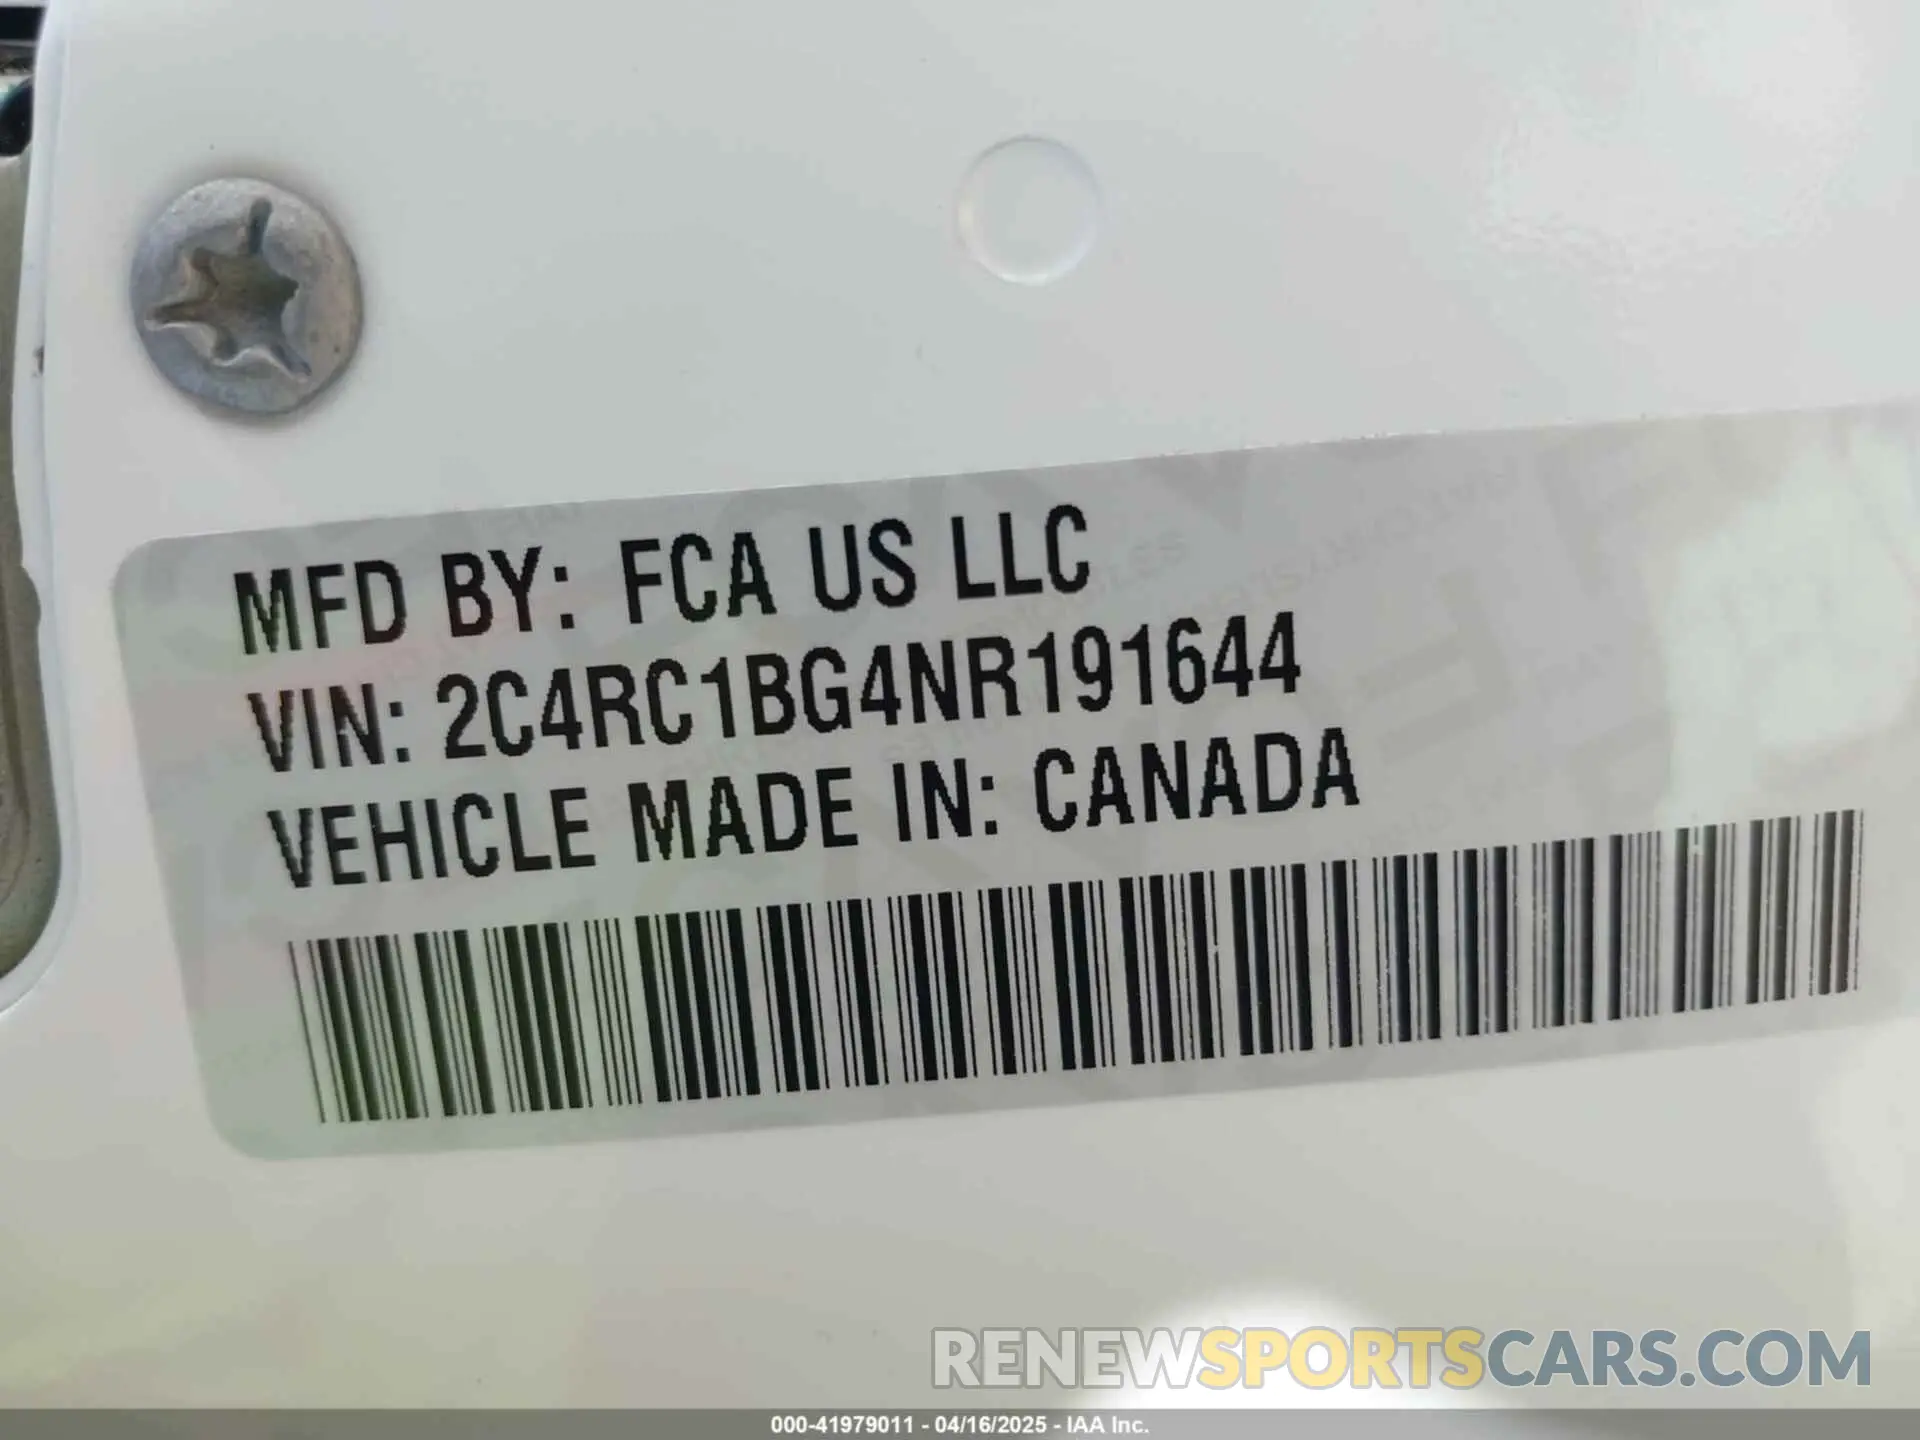 MFD BY: FCA US LLC
VIN: 2C4RC1BG4NR191644
VEHICLE MADE IN: CANADA
RENEWSPORTSCARS.COM
000-41979011 - 04/16/2025 - IAA Inc.